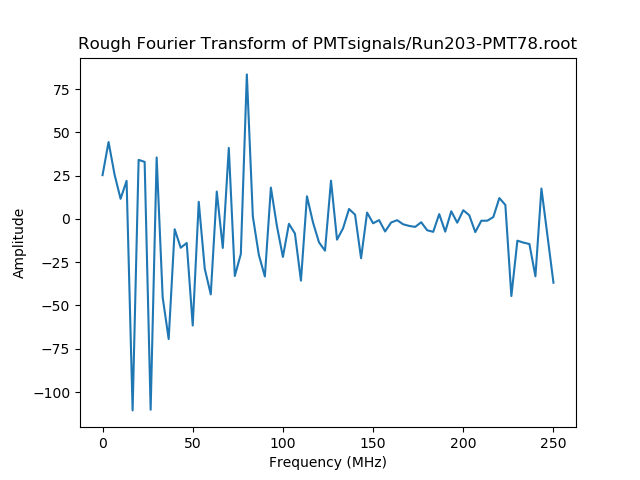 Rough Fourier Transform of PMTsignals/Run203-PMT78.root
75
50
25
0
−25
−50
−75
−100
Amplitude
0 50 100 150 200 250
Frequency (MHz)